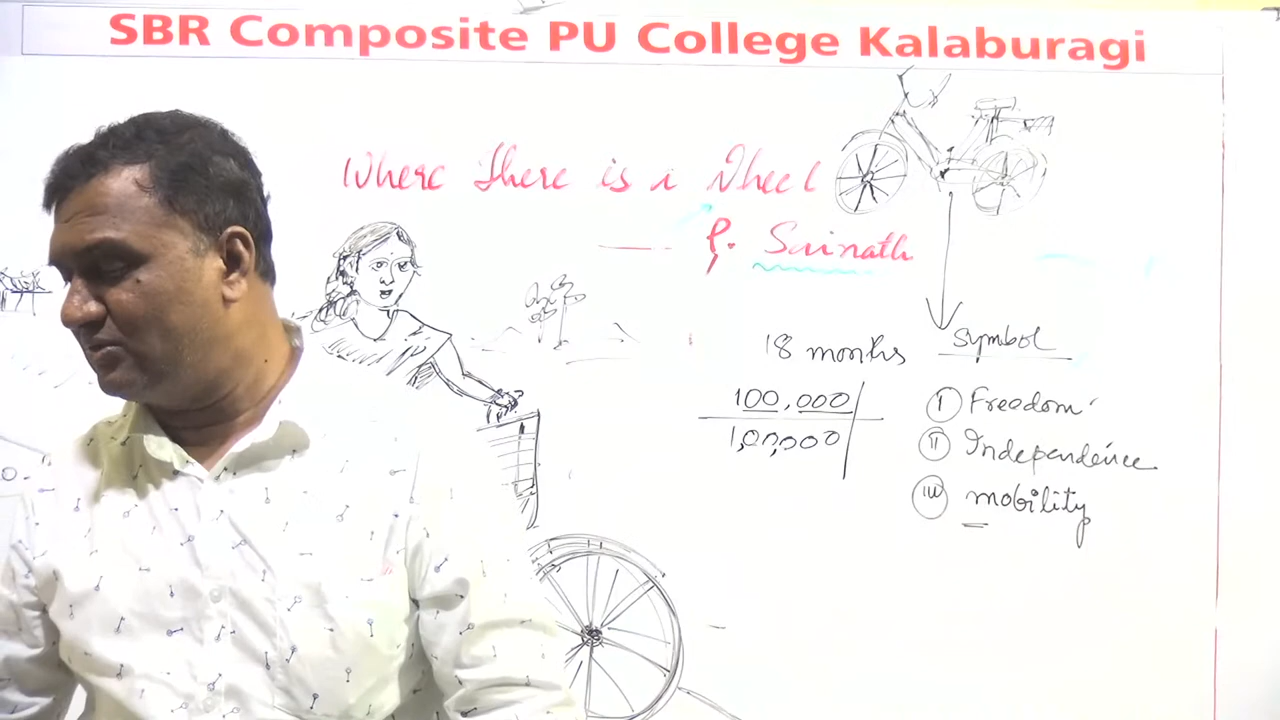 SBR Composite PU College Kalaburagi
Where There is a Wheel
— P. Sainath
18 months
Symbol
100,000
1,00,000
I Freedom
II Independence
III mobility